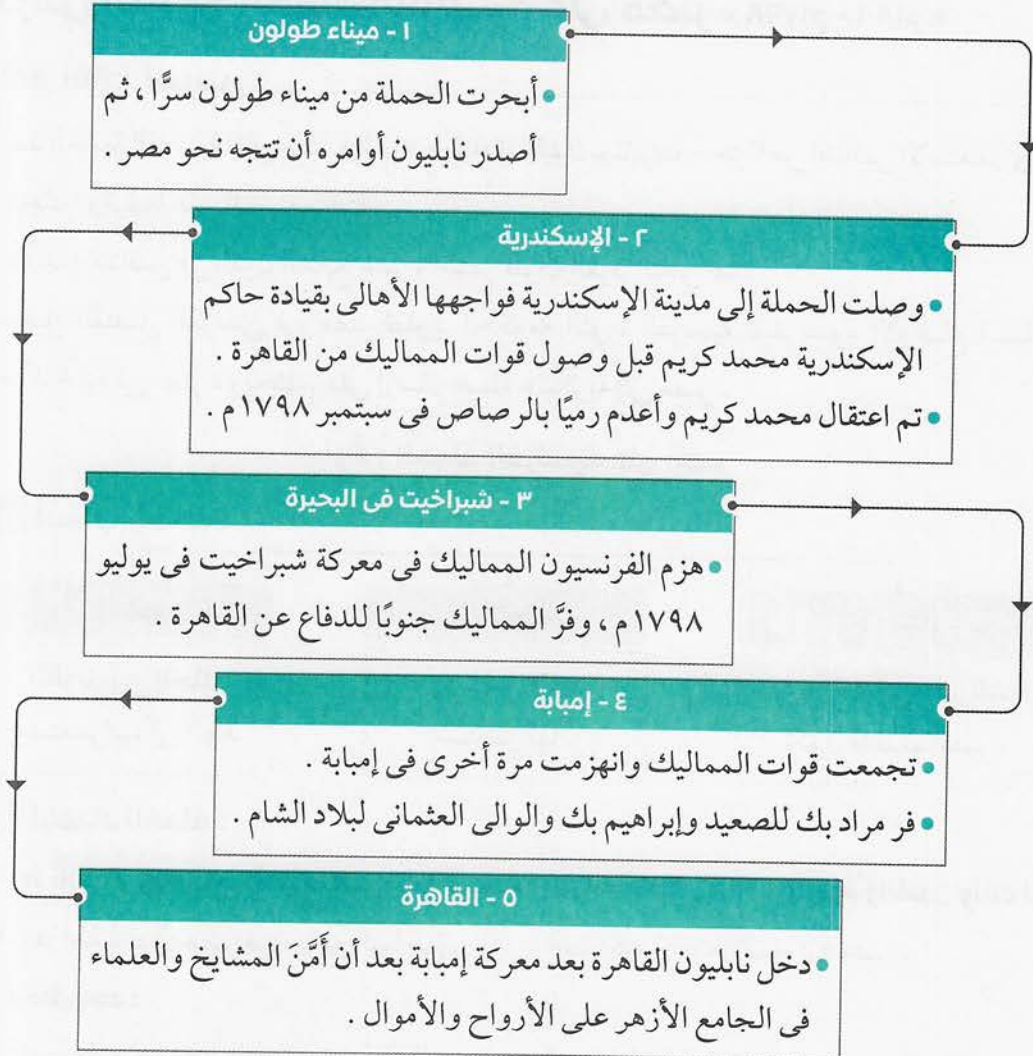 ١ - ميناء طولون
• أبحرت الحملة من ميناء طولون سرًّا ، ثم
أصدر نابليون أوامره أن تتجه نحو مصر .
٢ - الإسكندرية
• وصلت الحملة إلى مدينة الإسكندرية فواجهها الأهالى بقيادة حاكم
الإسكندرية محمد كريم قبل وصول قوات المماليك من القاهرة .
• تم اعتقال محمد كريم وأعدم رميًا بالرصاص فى سبتمبر ١٧٩٨م .
٣ - شبراخيت فى البحيرة
• هزم الفرنسيون المماليك فى معركة شبراخيت فى يوليو
١٧٩٨م ، وفرَّ المماليك جنوبًا للدفاع عن القاهرة .
٤ - إمبابة
• تجمعت قوات المماليك وانهزمت مرة أخرى فى إمبابة .
• فر مراد بك للصعيد وإبراهيم بك والوالى العثمانى لبلاد الشام .
٥ - القاهرة
• دخل نابليون القاهرة بعد معركة إمبابة بعد أن أَمَّنَ المشايخ والعلماء
فى الجامع الأزهر على الأرواح والأموال .